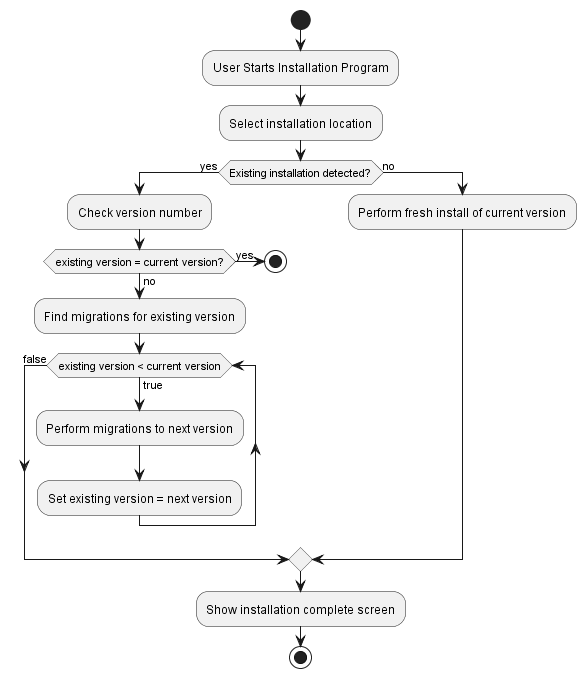 User Starts Installation Program
Select installation location
yes
Existing installation detected?
no
Check version number
Perform fresh install of current version
existing version = current version?
yes
no
Find migrations for existing version
false
existing version < current version
true
Perform migrations to next version
Set existing version = next version
Show installation complete screen